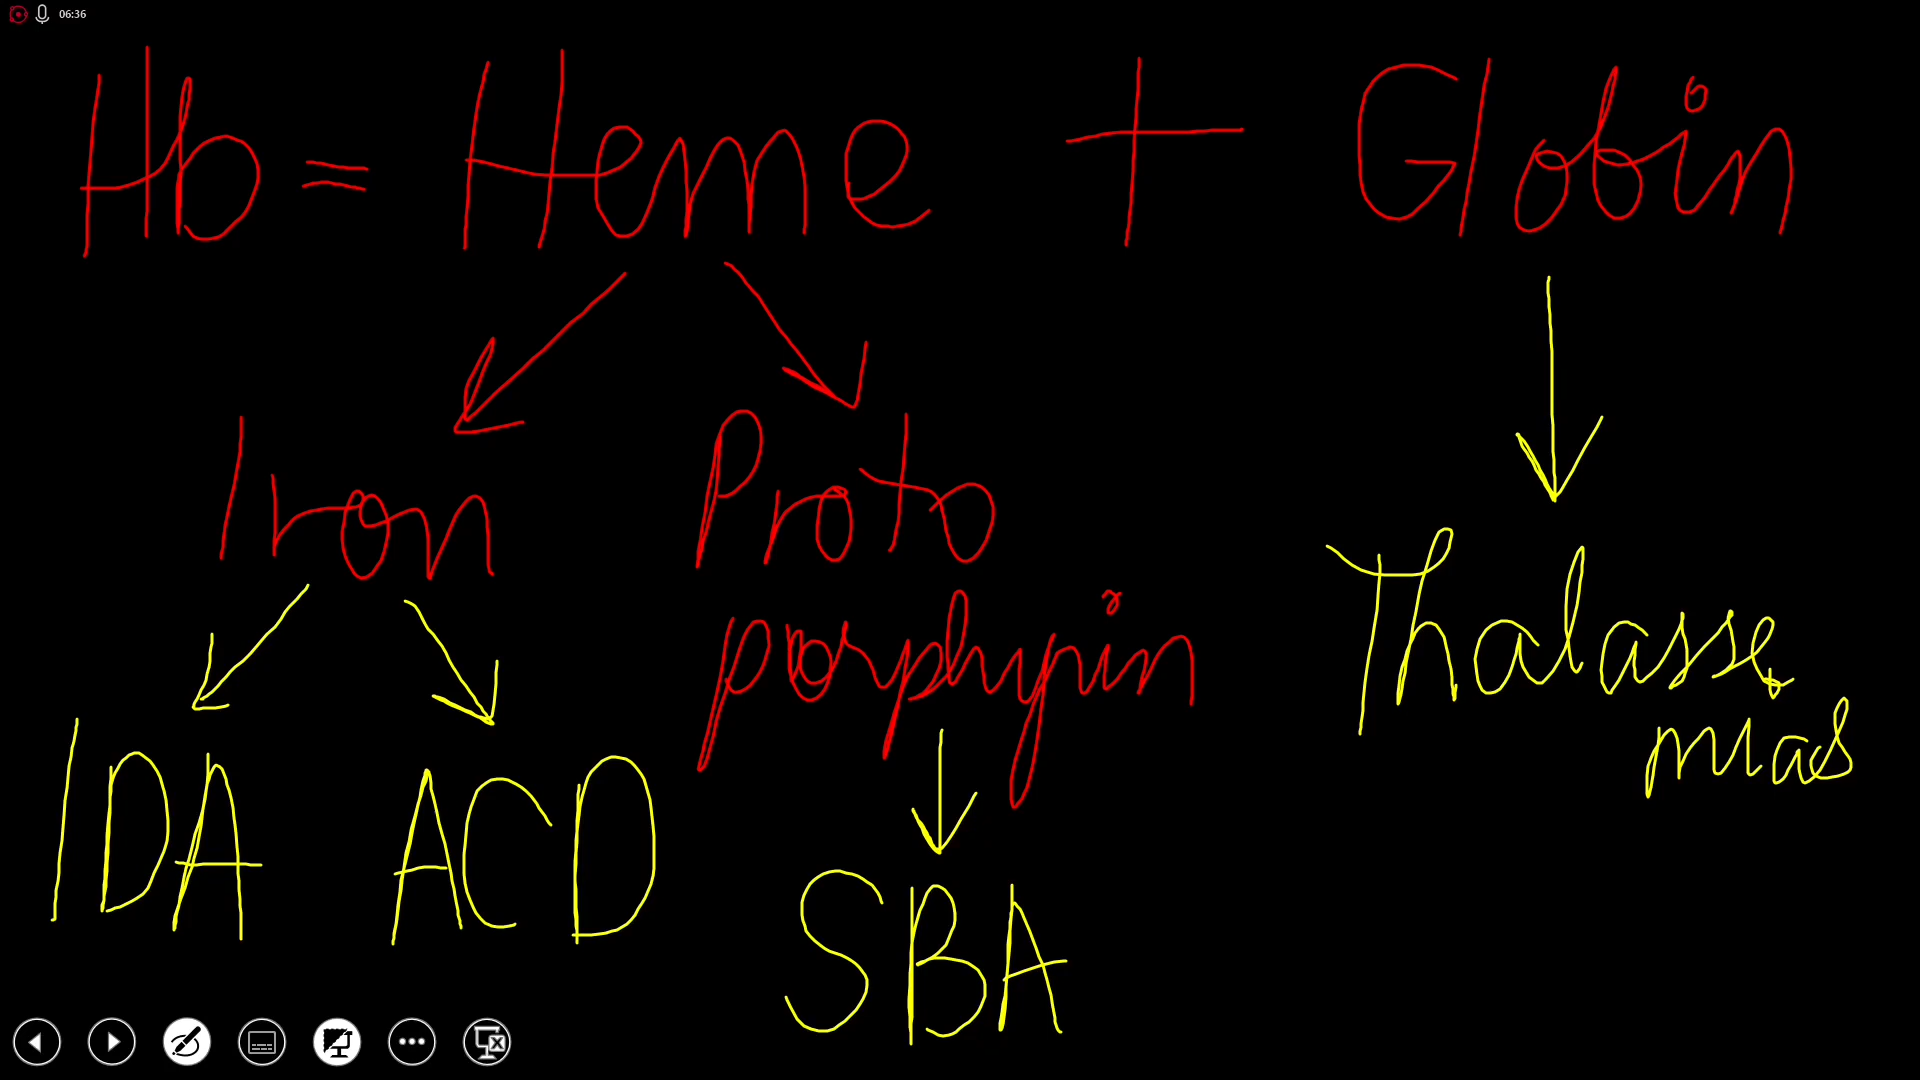 06:36
Hb = Heme + Globin
Iron Proto
porphyrin
Thalasse
mias
IDA ACD
SBA